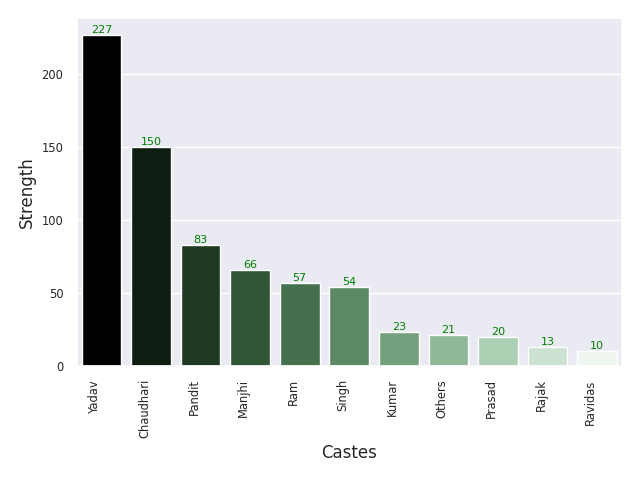 227
150
83
66
57
54
23
21
20
13
10
200
150
100
50
0
Strength
Yadav
Chaudhari
Pandit
Manjhi
Ram
Singh
Kumar
Others
Prasad
Rajak
Ravidas
Castes